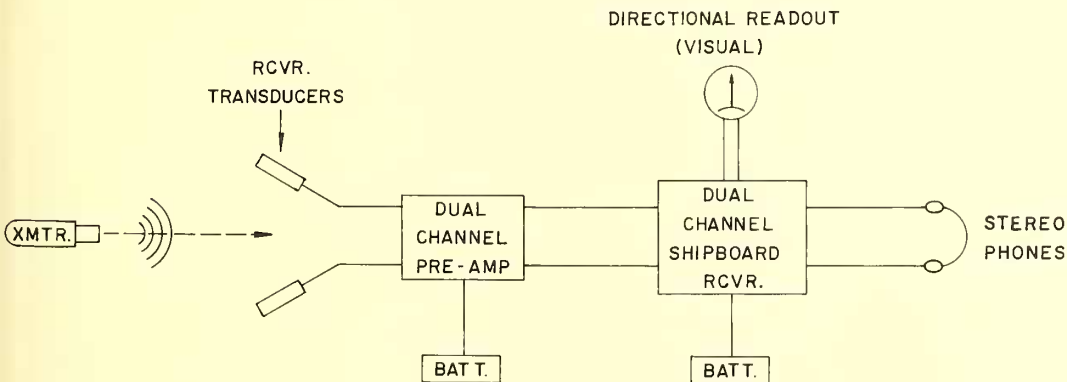 DIRECTIONAL READOUT
(VISUAL)
RCVR.
TRANSDUCERS
XMTR.
DUAL
CHANNEL
PRE-AMP
DUAL
CHANNEL
SHIPBOARD
RCVR.
STEREO
PHONES
BATT.
BATT.